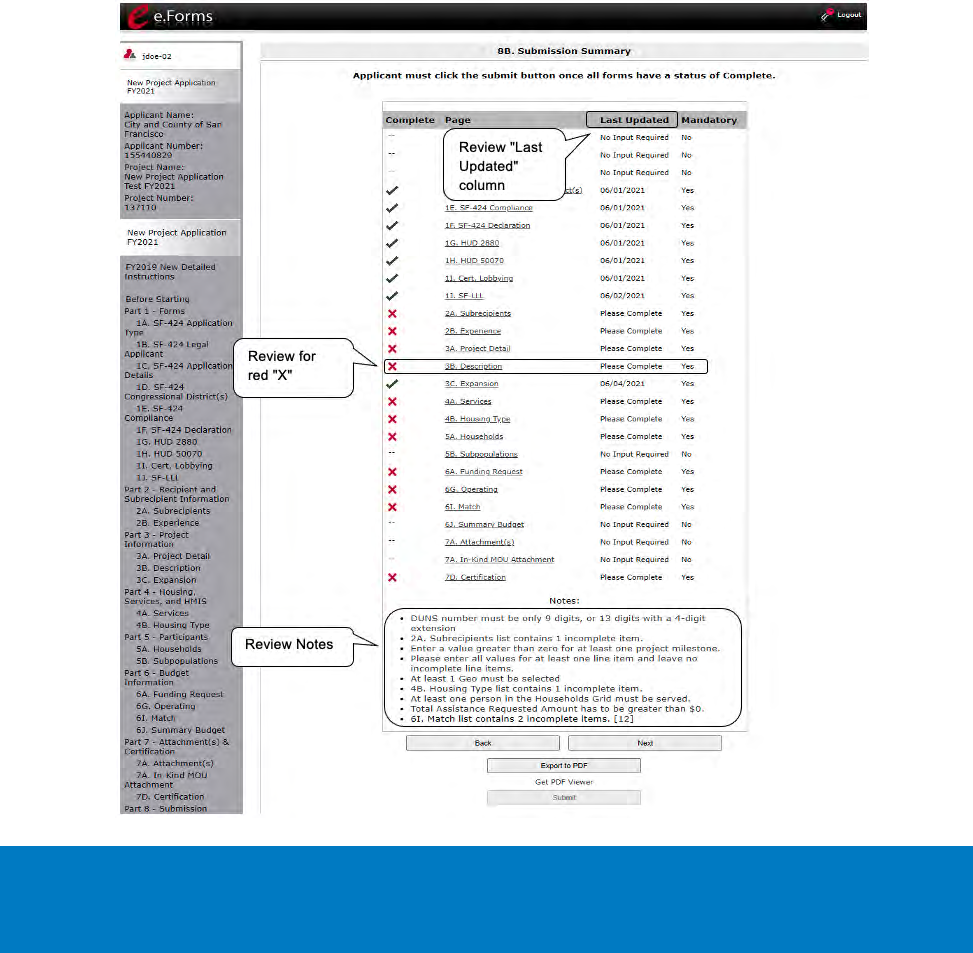 e e.Forms
Logout
jdoe-02
New Project Application
FY2021
Applicant Name:
City and County of San
Francisco
Applicant Number:
155440829
Project Name:
New Project Application
Test FY2021
Project Number:
137110
New Project Application
FY2021
FY2019 New Detailed
Instructions
Before Starting
Part 1 - Forms
1A. SF-424 Application
Type
1B. SF-424 Legal
Applicant
1C. SF-424 Application
Details
1D. SF-424
Congressional District(s)
1E. SF-424
Compliance
1F. SF-424 Declaration
1G. HUD 2880
1H. HUD 50070
1I. Cert. Lobbying
1J. SF-LLL
Part 2 - Recipient and
Subrecipient Information
2A. Subrecipients
2B. Experience
Part 3 - Project
Information
3A. Project Detail
3B. Description
3C. Expansion
Part 4 - Housing,
Services, and HMIS
4A. Services
4B. Housing Type
Part 5 - Participants
5A. Households
5B. Subpopulations
Part 6 - Budget
Information
6A. Funding Request
6G. Operating
6I. Match
6J. Summary Budget
Part 7 - Attachment(s) &
Certification
7A. Attachment(s)
7A. In-Kind MOU
Attachment
7D. Certification
Part 8 - Submission
8B. Submission Summary
Applicant must click the submit button once all forms have a status of Complete.
Complete Page Last Updated Mandatory
-- No Input Required No
-- No Input Required No
-- No Input Required No
ct(s) 06/01/2021 Yes
1E. SF-424 Compliance 06/01/2021 Yes
1F. SF-424 Declaration 06/01/2021 Yes
1G. HUD 2880 06/01/2021 Yes
1H. HUD 50070 06/01/2021 Yes
1I. Cert. Lobbying 06/01/2021 Yes
1J. SF-LLL 06/02/2021 Yes
2A. Subrecipients Please Complete Yes
2B. Experience Please Complete Yes
3A. Project Detail Please Complete Yes
3B. Description Please Complete Yes
3C. Expansion 06/04/2021 Yes
4A. Services Please Complete Yes
4B. Housing Type Please Complete Yes
5A. Households Please Complete Yes
-- 5B. Subpopulations No Input Required No
6A. Funding Request Please Complete Yes
6G. Operating Please Complete Yes
6I. Match Please Complete Yes
-- 6J. Summary Budget No Input Required No
-- 7A. Attachment(s) No Input Required No
-- 7A. In-Kind MOU Attachment No Input Required No
7D. Certification Please Complete Yes
Review "Last
Updated"
column
Review for
red "X"
Review Notes
Notes:
• DUNS number must be only 9 digits, or 13 digits with a 4-digit
extension
• 2A. Subrecipients list contains 1 incomplete item.
• Enter a value greater than zero for at least one project milestone.
• Please enter all values for at least one line item and leave no
incomplete line items.
• At least 1 Geo must be selected
• 4B. Housing Type list contains 1 incomplete item.
• At least one person in the Households Grid must be served.
• Total Assistance Requested Amount has to be greater than $0.
• 6I. Match list contains 2 incomplete items. [12]
Back
Next
Export to PDF
Get PDF Viewer
Submit